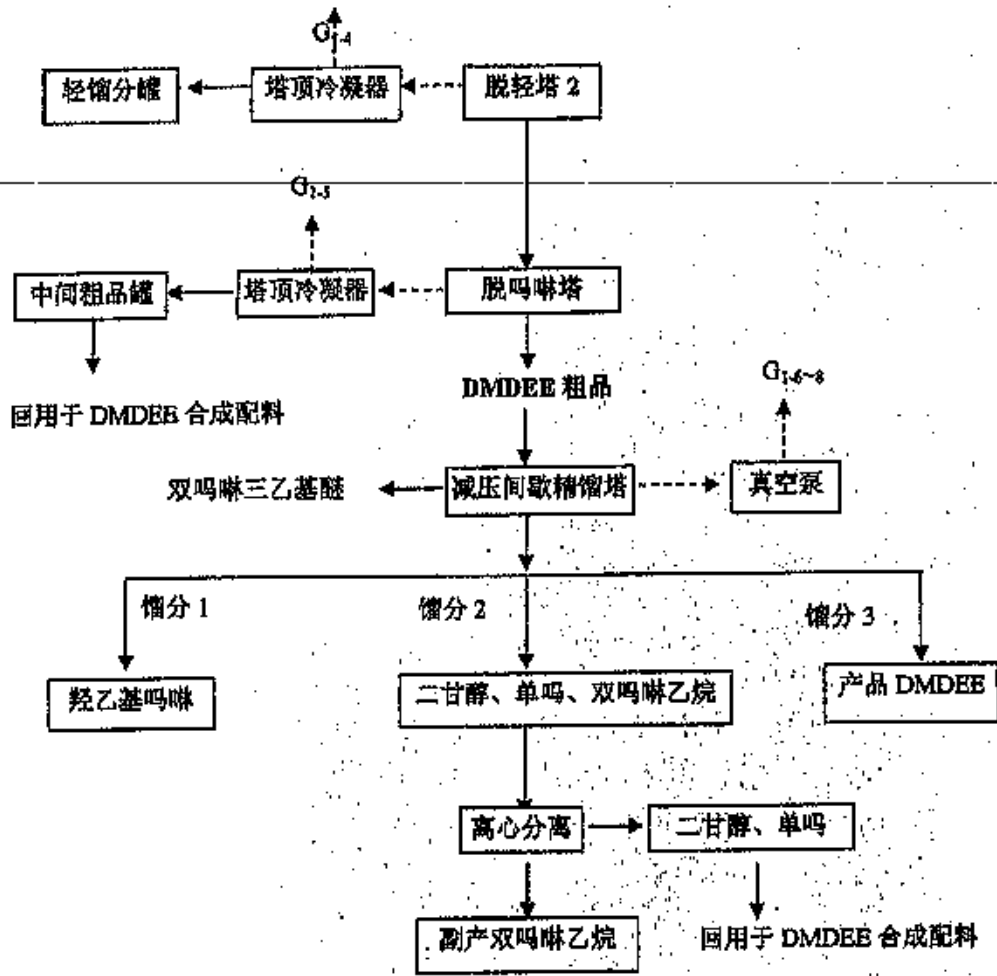 G₁₋₄
轻馏分罐
塔顶冷凝器
脱轻塔 2
G₁₋₅
中间粗品罐
塔顶冷凝器
脱吗啉塔
DMDEE 粗品
G₁₋₆~₈
回用于 DMDEE 合成配料
双吗啉三乙基醚
减压间歇精馏塔
真空泵
馏分 1
馏分 2
馏分 3
羟乙基吗啉
二甘醇、单吗、双吗啉乙烷
产品 DMDEE
离心分离
二甘醇、单吗
副产双吗啉乙烷
回用于 DMDEE 合成配料